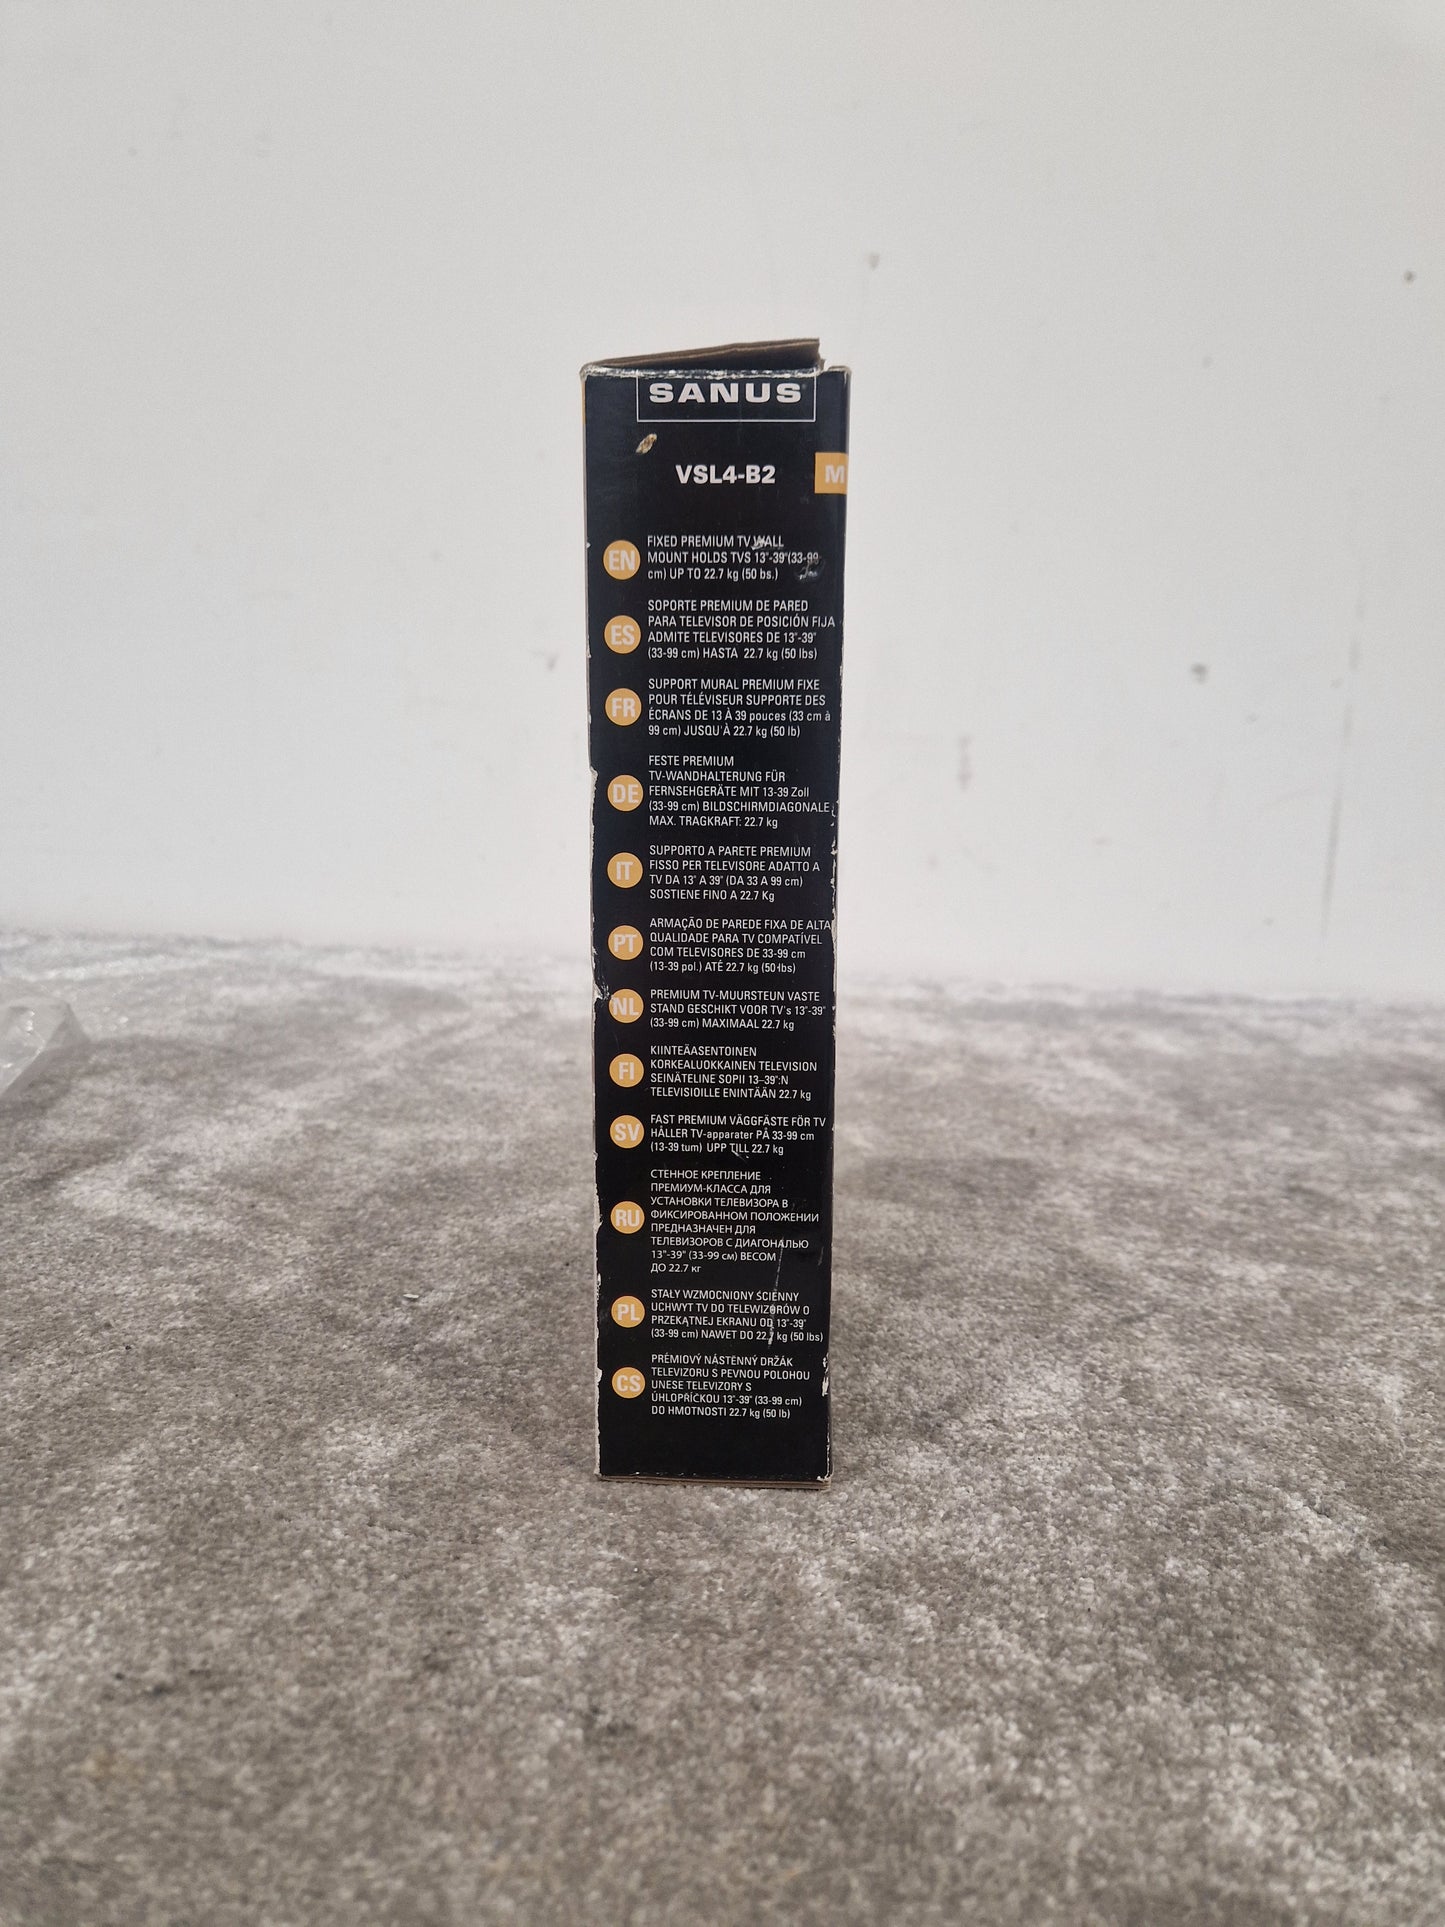 SANUS
VSL4-B2
M
EN
FIXED PREMIUM TV WALL
MOUNT HOLDS TVS 13"-39"(33-99
cm) UP TO 22.7 kg (50 bs.)
ES
SOPORTE PREMIUM DE PARED
PARA TELEVISOR DE POSICIÓN FIJA
ADMITE TELEVISORES DE 13"-39"
(33-99 cm) HASTA 22.7 kg (50 lbs)
FR
SUPPORT MURAL PREMIUM FIXE
POUR TÉLÉVISEUR SUPPORTE DES
ÉCRANS DE 13 À 39 pouces (33 cm à
99 cm) JUSQU'À 22.7 kg (50 lb)
DE
FESTE PREMIUM
TV-WANDHALTERUNG FÜR
FERNSEHGERÄTE MIT 13-39 Zoll
(33-99 cm) BILDSCHIRMDIAGONALE
MAX. TRAGKRAFT: 22.7 kg
IT
SUPPORTO A PARETE PREMIUM
FISSO PER TELEVISORE ADATTO A
TV DA 13" A 39" (DA 33 A 99 cm)
SOSTIENE FINO A 22.7 Kg
PT
ARMAÇÃO DE PAREDE FIXA DE ALTA
QUALIDADE PARA TV COMPATÍVEL
COM TELEVISORES DE 33-99 cm
(13-39 pol.) ATÉ 22.7 kg (50 lbs)
NL
PREMIUM TV-MUURSTEUN VASTE
STAND GESCHIKT VOOR TV's 13"-39"
(33-99 cm) MAXIMAAL 22.7 kg
FI
KIINTEÄASENTOINEN
KORKEALUOKKAINEN TELEVISION
SEINÄTELINE SOPII 13–39":N
TELEVISIOILLE ENINTÄÄN 22.7 kg
SV
FAST PREMIUM VÄGGFÄSTE FÖR TV
HÅLLER TV-apparater PÅ 33-99 cm
(13-39 tum) UPP TILL 22.7 kg
RU
СТЕННОЕ КРЕПЛЕНИЕ
ПРЕМИУМ-КЛАССА ДЛЯ
УСТАНОВКИ ТЕЛЕВИЗОРА В
ФИКСИРОВАННОМ ПОЛОЖЕНИИ
ПРЕДНАЗНАЧЕН ДЛЯ
ТЕЛЕВИЗОРОВ С ДИАГОНАЛЬЮ
13"-39" (33-99 см) ВЕСОМ
ДО 22.7 кг
PL
STAŁY WZMOCNIONY ŚCIENNY
UCHWYT TV DO TELEWIZORÓW O
PRZEKĄTNEJ EKRANU OD 13"-39"
(33-99 cm) NAWET DO 22.7 kg (50 lbs)
CS
PRÉMIOVÝ NÁSTĚNNÝ DRŽÁK
TELEVIZORU S PEVNOU POLOHOU
UNESE TELEVIZORY S
ÚHLOPŘÍČKOU 13"-39" (33-99 cm)
DO HMOTNOSTI 22.7 kg (50 lb)